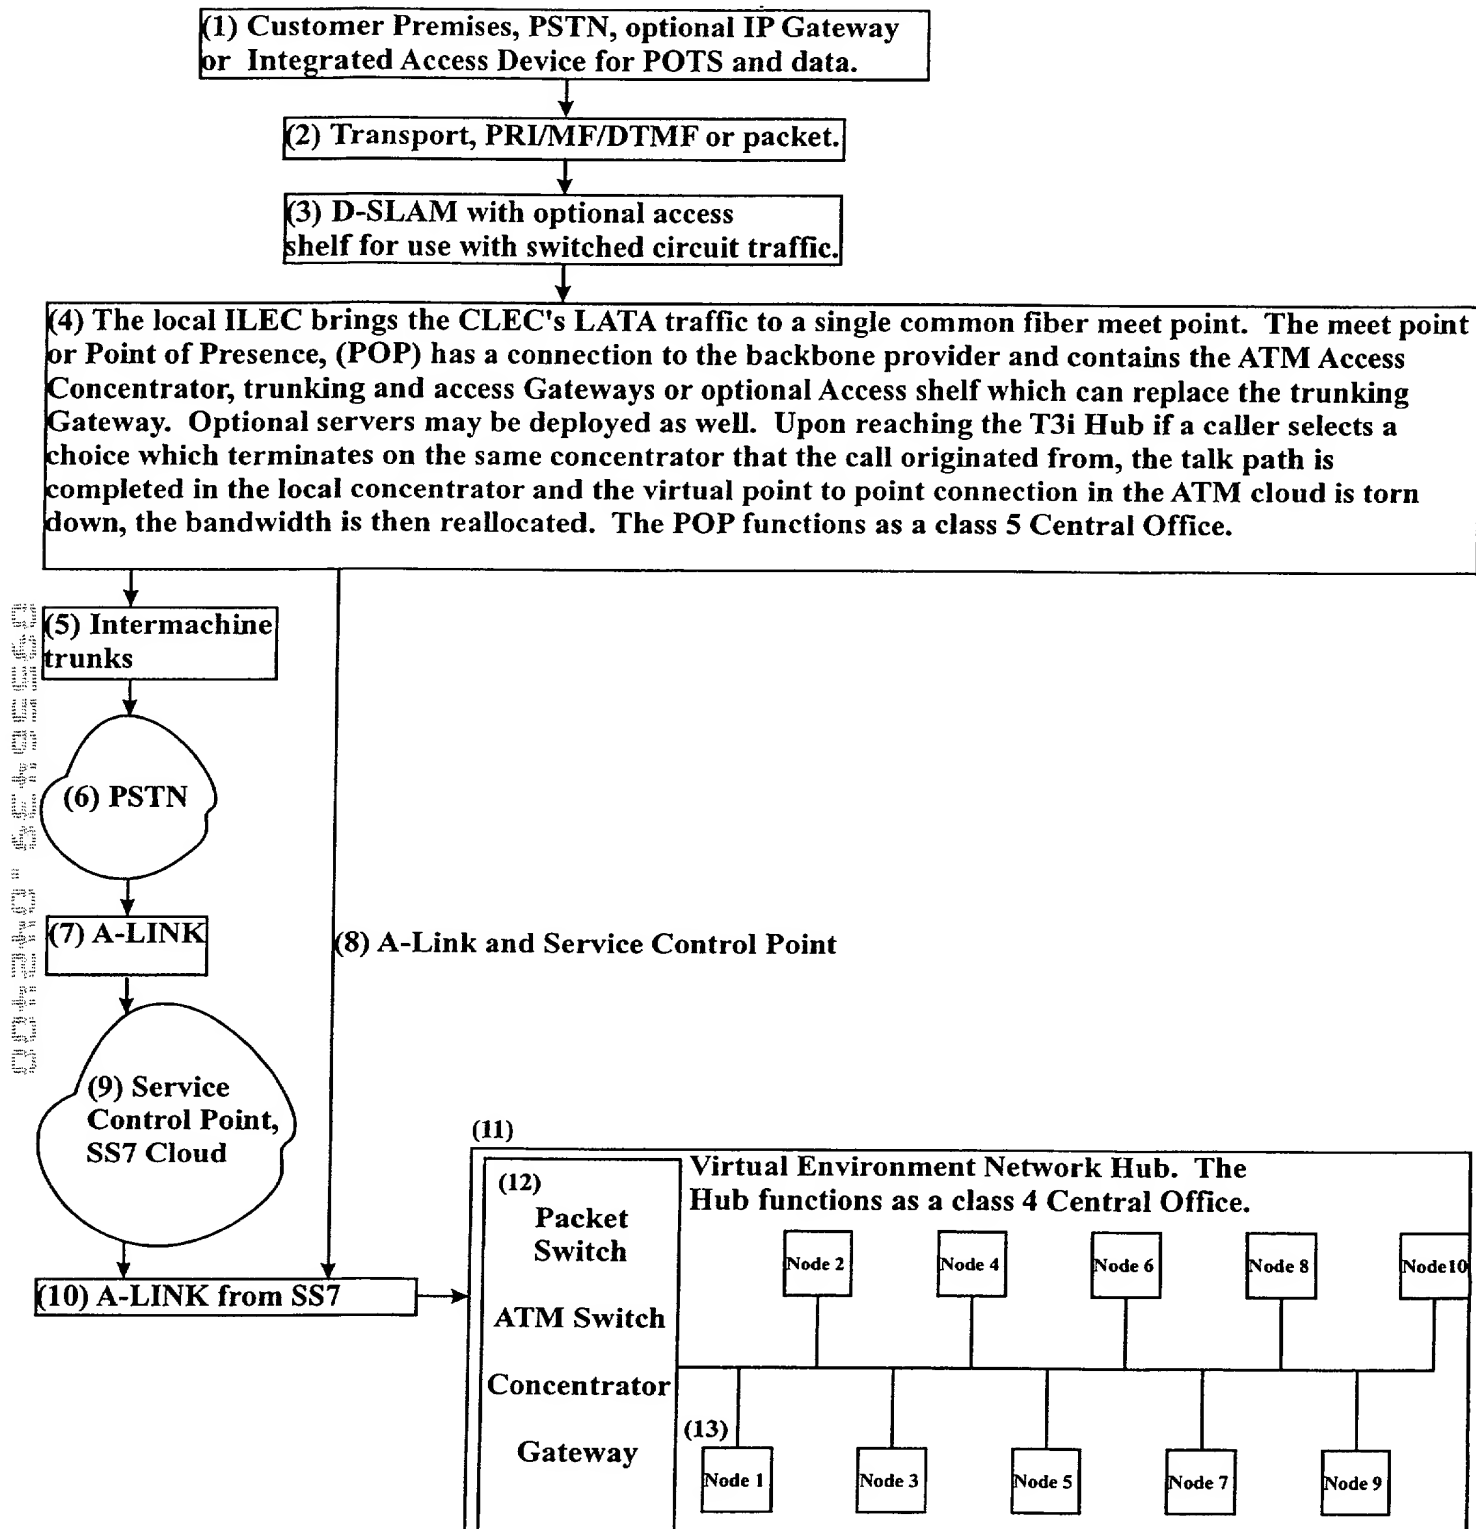 (1) Customer Premises, PSTN, optional IP Gateway
or Integrated Access Device for POTS and data.
(2) Transport, PRI/MF/DTMF or packet.
(3) D-SLAM with optional access
shelf for use with switched circuit traffic.
(4) The local ILEC brings the CLEC's LATA traffic to a single common fiber meet point. The meet point
or Point of Presence, (POP) has a connection to the backbone provider and contains the ATM Access
Concentrator, trunking and access Gateways or optional Access shelf which can replace the trunking
Gateway. Optional servers may be deployed as well. Upon reaching the T3i Hub if a caller selects a
choice which terminates on the same concentrator that the call originated from, the talk path is
completed in the local concentrator and the virtual point to point connection in the ATM cloud is torn
down, the bandwidth is then reallocated. The POP functions as a class 5 Central Office.
(5) Intermachine
trunks
(6) PSTN
(7) A-LINK
(8) A-Link and Service Control Point
(9) Service
Control Point,
SS7 Cloud
(10) A-LINK from SS7
(11)
Virtual Environment Network Hub. The
Hub functions as a class 4 Central Office.
(12)
Packet
Switch
ATM Switch
Concentrator
Gateway
Node 2
Node 4
Node 6
Node 8
Node10
(13)
Node 1
Node 3
Node 5
Node 7
Node 9